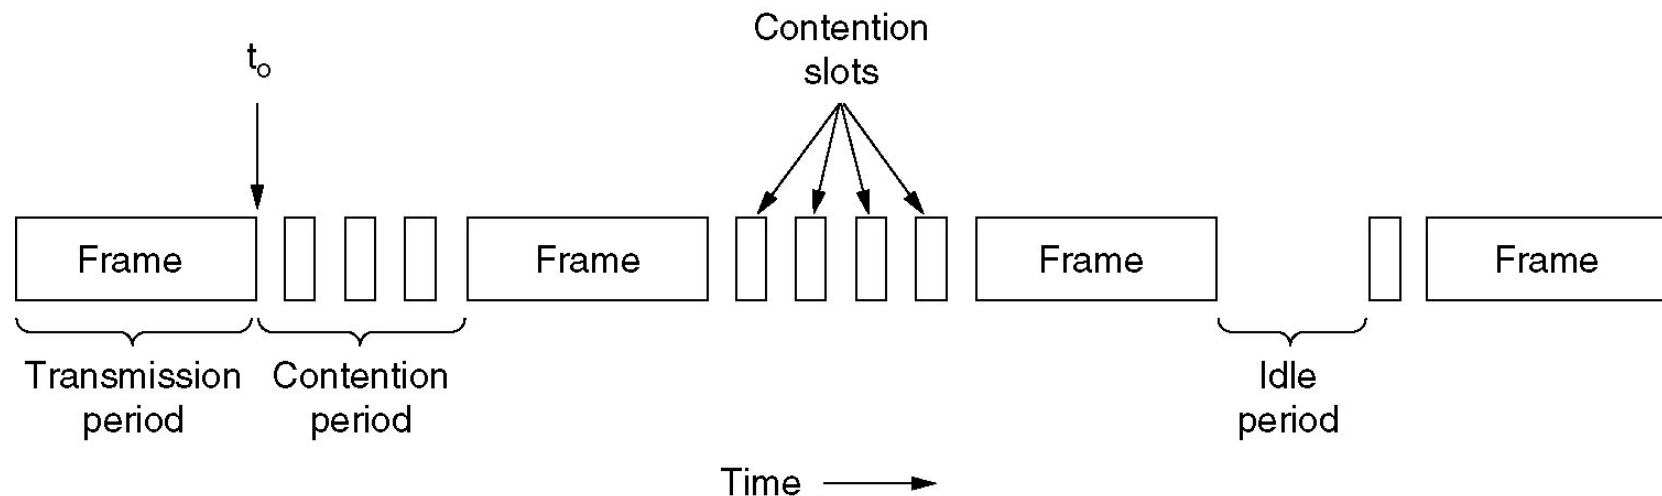 Contention
slots
t₀
Frame
Frame
Frame
Frame
Transmission
period
Contention
period
Idle
period
Time